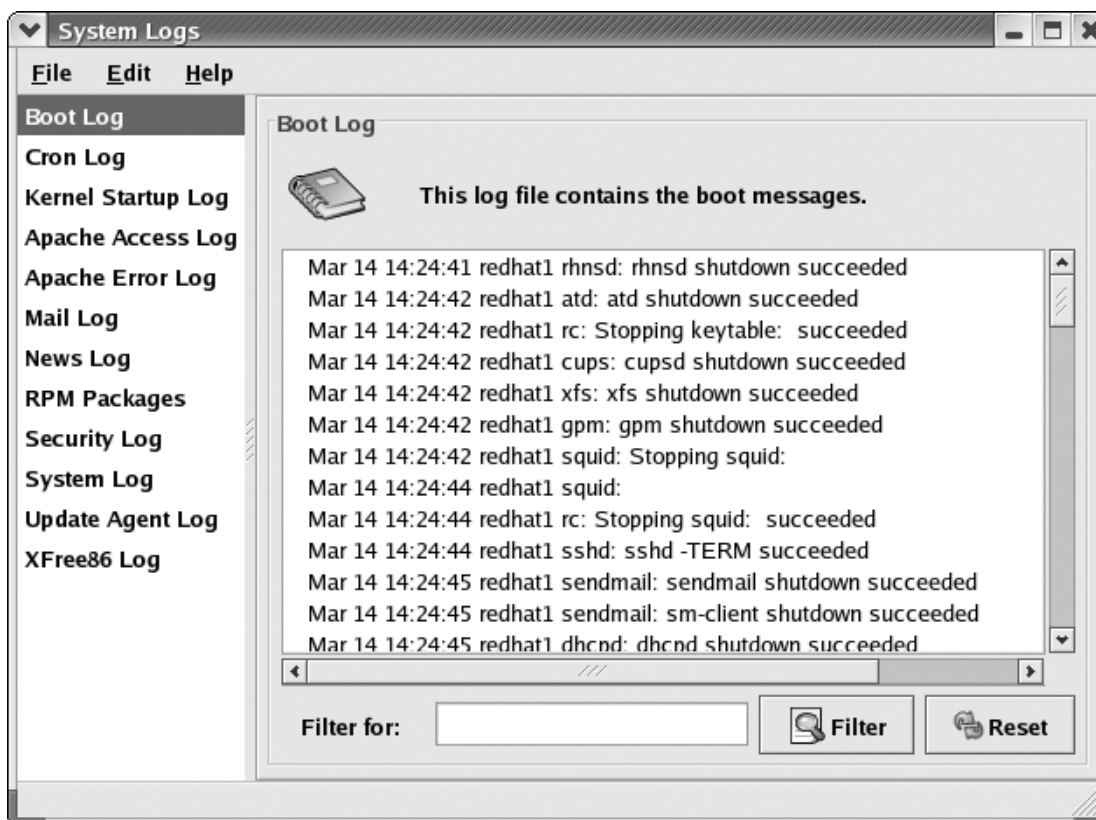 System Logs
File Edit Help
Boot Log
Cron Log
Kernel Startup Log
Apache Access Log
Apache Error Log
Mail Log
News Log
RPM Packages
Security Log
System Log
Update Agent Log
XFree86 Log
Boot Log
This log file contains the boot messages.
Mar 14 14:24:41 redhat1 rhnsd: rhnsd shutdown succeeded
Mar 14 14:24:42 redhat1 atd: atd shutdown succeeded
Mar 14 14:24:42 redhat1 rc: Stopping keytable:  succeeded
Mar 14 14:24:42 redhat1 cups: cupsd shutdown succeeded
Mar 14 14:24:42 redhat1 xfs: xfs shutdown succeeded
Mar 14 14:24:42 redhat1 gpm: gpm shutdown succeeded
Mar 14 14:24:42 redhat1 squid: Stopping squid:
Mar 14 14:24:44 redhat1 squid:
Mar 14 14:24:44 redhat1 rc: Stopping squid:  succeeded
Mar 14 14:24:44 redhat1 sshd: sshd -TERM succeeded
Mar 14 14:24:45 redhat1 sendmail: sendmail shutdown succeeded
Mar 14 14:24:45 redhat1 sendmail: sm-client shutdown succeeded
Mar 14 14:24:45 redhat1 dhcpd: dhcpd shutdown succeeded
Filter for: Filter Reset